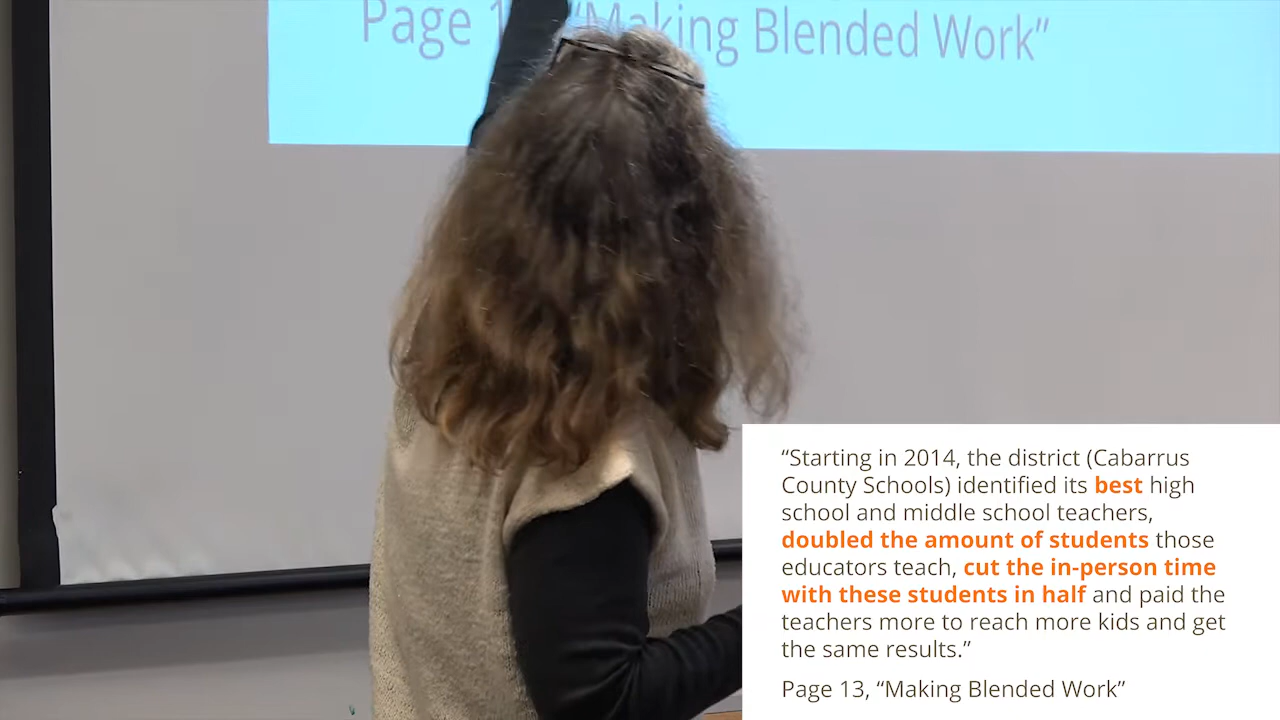 Page 1 "Making Blended Work”
“Starting in 2014, the district (Cabarrus
County Schools) identified its best high
school and middle school teachers,
doubled the amount of students those
educators teach, cut the in-person time
with these students in half and paid the
teachers more to reach more kids and get
the same results.”
Page 13, “Making Blended Work”